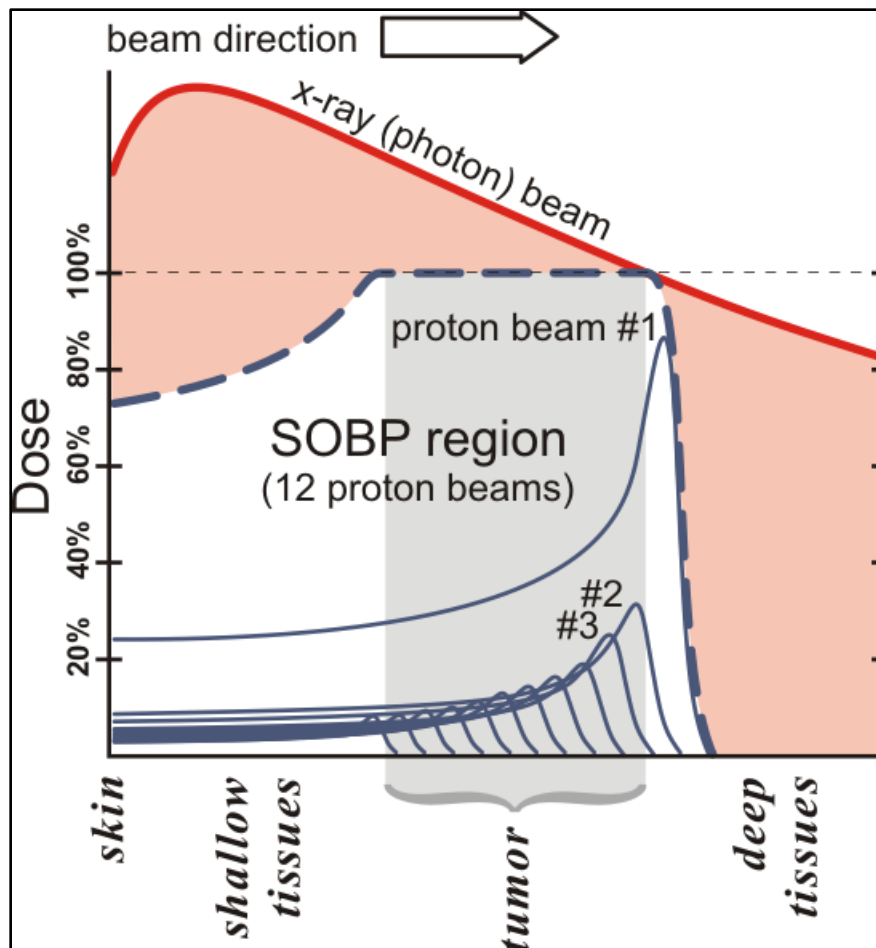 beam direction
x-ray (photon) beam
100%
80%
60%
40%
20%
Dose
proton beam #1
SOBP region
(12 proton beams)
#2
#3
skin
shallow
tissues
tumor
deep
tissues